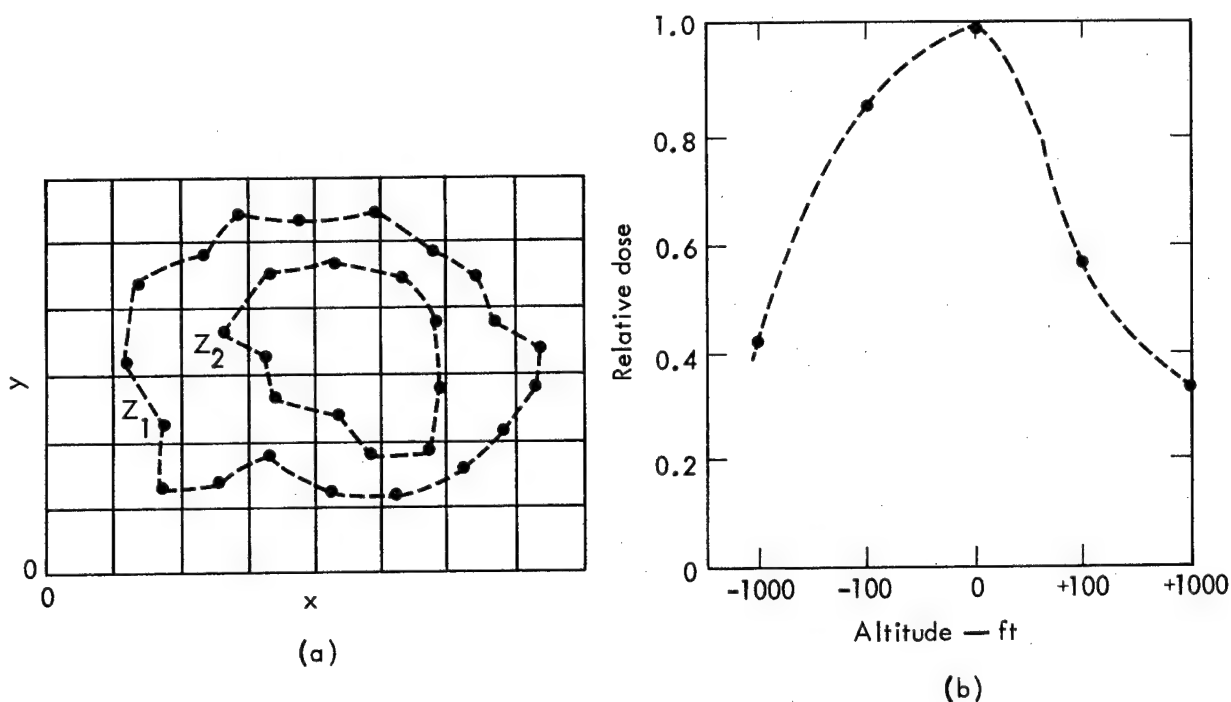 y
0
0
x
Z1
Z2
(a)
Relative dose
1.0
0.8
0.6
0.4
0.2
0
-1000
-100
0
+100
+1000
Altitude — ft
(b)